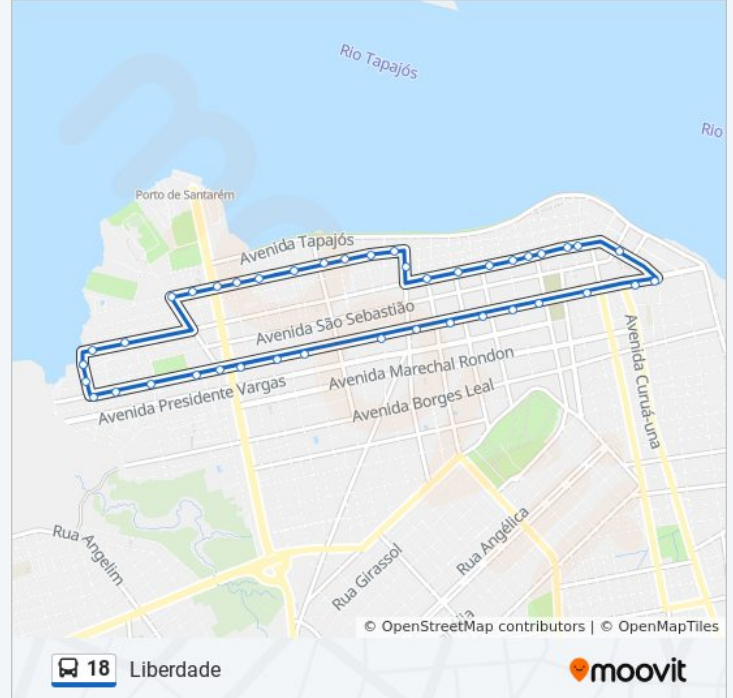 Rio Tapajós
Rio
Porto de Santarém
Avenida Tapajós
Avenida São Sebastião
Avenida Marechal Rondon
Avenida Presidente Vargas
Avenida Borges Leal
Avenida Curuá-una
Rua Angelim
Rua Girassol
Rua Angélica
ila
© OpenStreetMap contributors | © OpenMapTiles
18 Liberdade
moovit